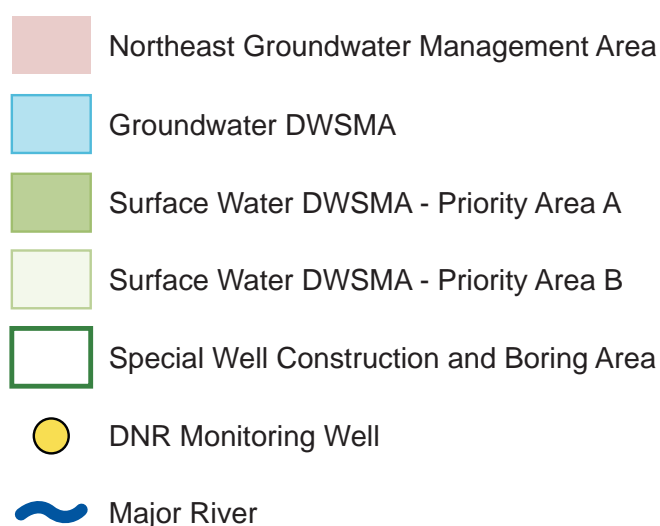 Northeast Groundwater Management Area
Groundwater DWSMA
Surface Water DWSMA - Priority Area A
Surface Water DWSMA - Priority Area B
Special Well Construction and Boring Area
DNR Monitoring Well
Major River